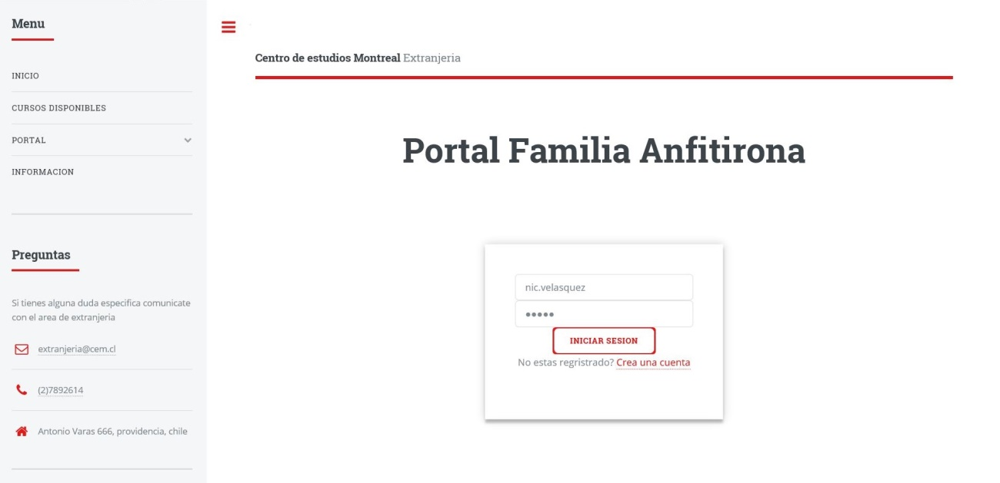 Menu
INICIO
CURSOS DISPONIBLES
PORTAL
INFORMACION
Preguntas
Si tienes alguna duda especifica comunicate
con el area de extranjeria
extranjeria@cem.cl
(2)7892614
Antonio Varas 666, providencia, chile
Centro de estudios Montreal Extranjeria
Portal Familia Anfitirona
nic.velasquez
•••••
INICIAR SESION
No estas regristrado? Crea una cuenta